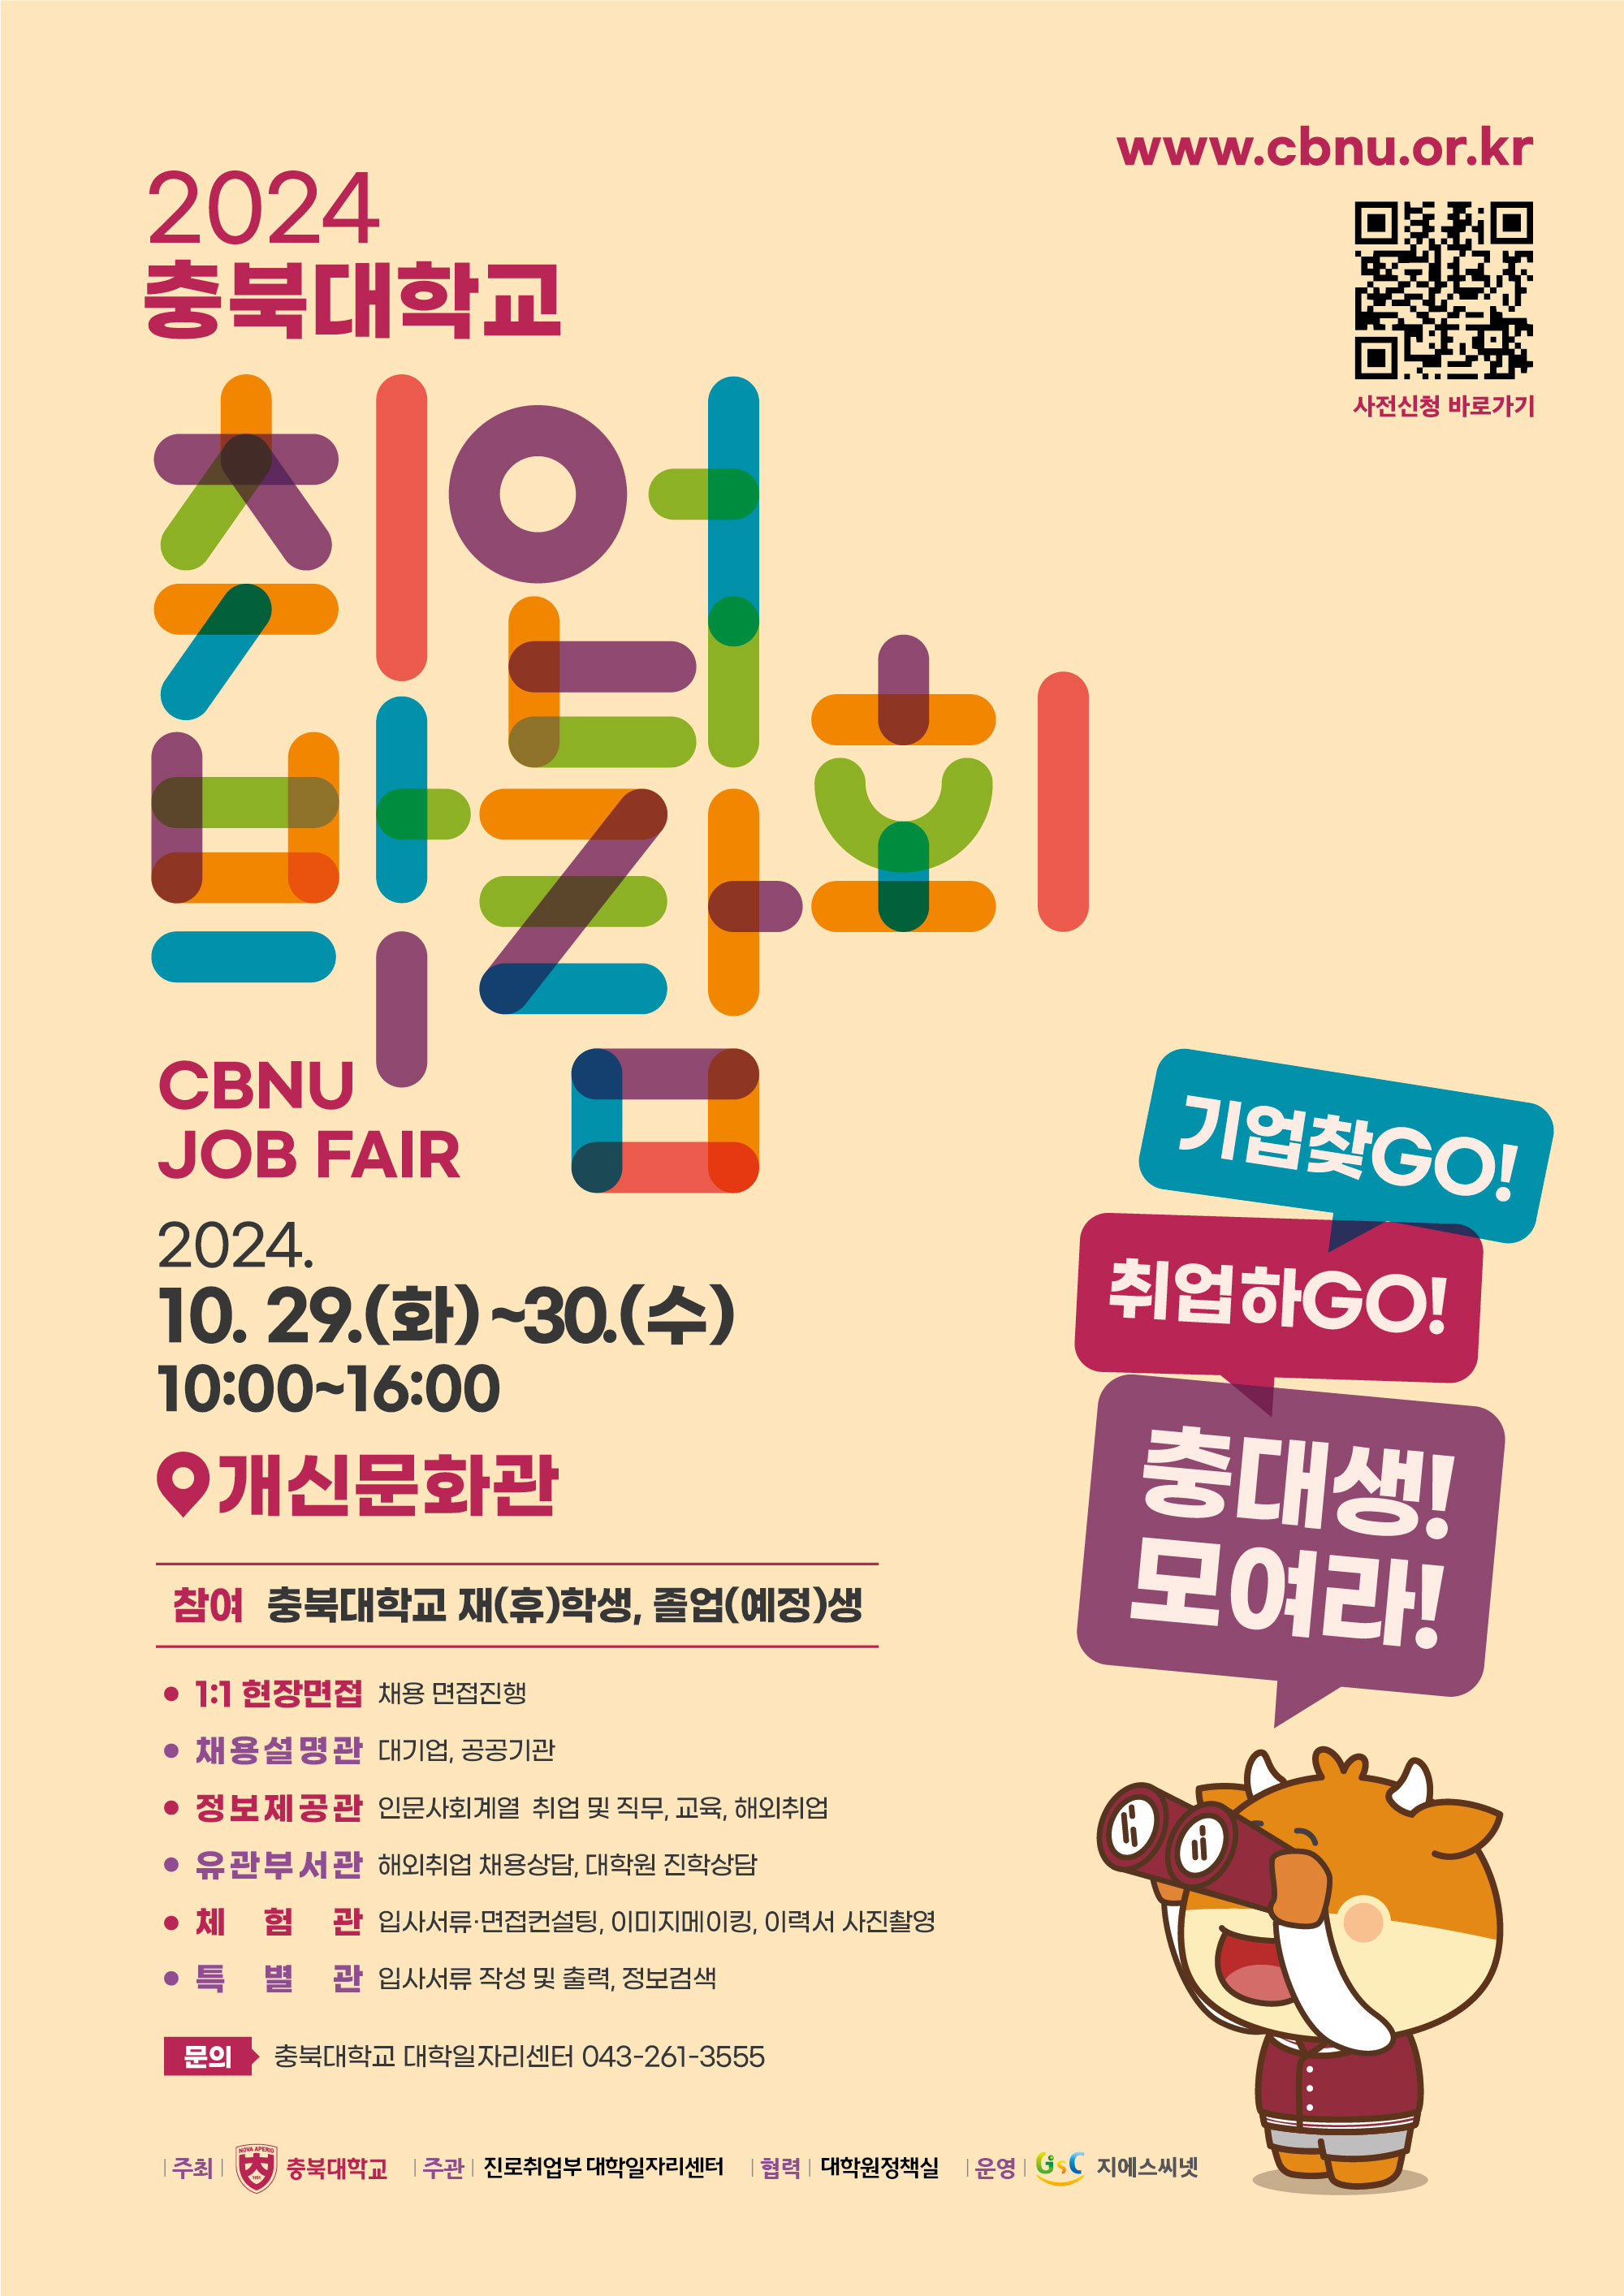 www.cbnu.or.kr
사전신청 바로가기
2024
충북대학교
취업
박람회
CBNU
JOB FAIR
2024.
10. 29.(화) ~30.(수)
10:00~16:00
개신문화관
참여 충북대학교 재(휴)학생, 졸업(예정)생
1:1 현장면접 채용 면접진행
채용설명관 대기업, 공공기관
정보제공관 인문사회계열 취업 및 직무, 교육, 해외취업
유관부서관 해외취업 채용상담, 대학원 진학상담
체험관 입사서류·면접컨설팅, 이미지메이킹, 이력서 사진촬영
특별관 입사서류 작성 및 출력, 정보검색
문의 충북대학교 대학일자리센터 043-261-3555
기업찾GO!
취업하GO!
충대생!
모여라!
주최 NOVA APERIO 충북대학교 주관 진로취업부 대학일자리센터 협력 대학원정책실 운영 GSC 지에스씨넷